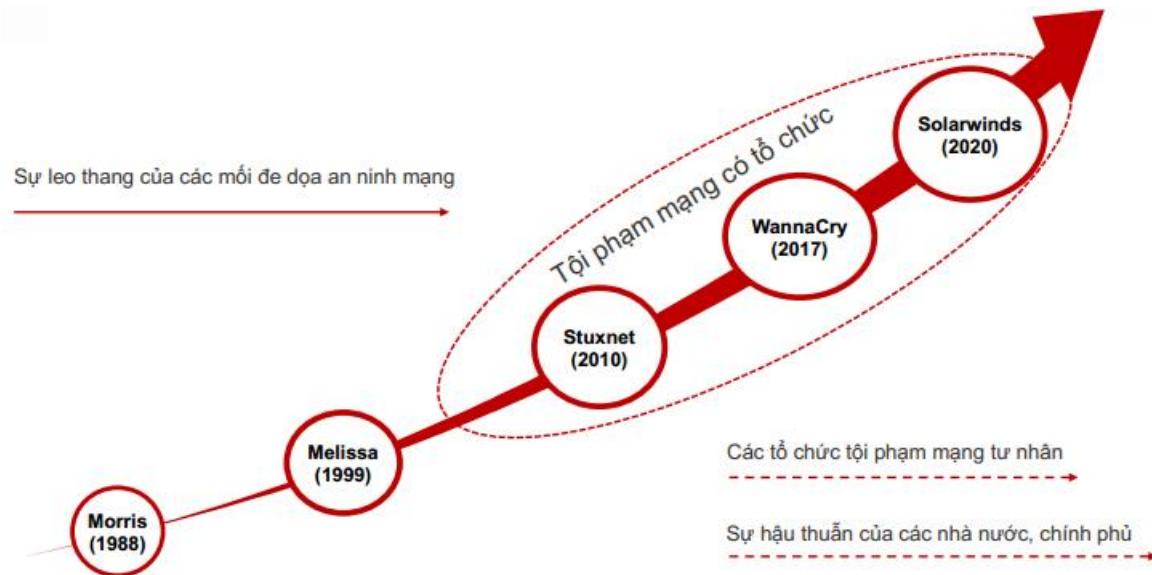 Solarwinds
(2020)
Tội phạm mạng có tổ chức
Sự leo thang của các mối đe dọa an ninh mạng
WannaCry
(2017)
Stuxnet
(2010)
Melissa
(1999)
Các tổ chức tội phạm mạng tư nhân
Morris
(1988)
Sự hậu thuẫn của các nhà nước, chính phủ